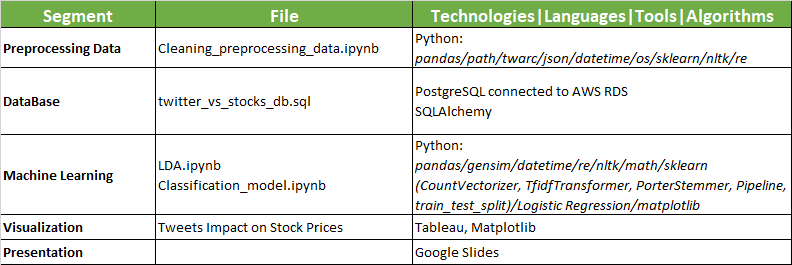 Segment File Technologies|Languages|Tools|Algorithms
Preprocessing Data Cleaning_preprocessing_data.ipynb Python:
pandas/path/twarc/json/datetime/os/sklearn/nltk/re
DataBase twitter_vs_stocks_db.sql PostgreSQL connected to AWS RDS
SQLAlchemy
Machine Learning LDA.ipynb
Classification_model.ipynb Python:
pandas/gensim/datetime/re/nltk/math/sklearn
(CountVectorizer, TfidfTransformer, PorterStemmer, Pipeline,
train_test_split)/Logistic Regression/matplotlib
Visualization Tweets Impact on Stock Prices Tableau, Matplotlib
Presentation Google Slides